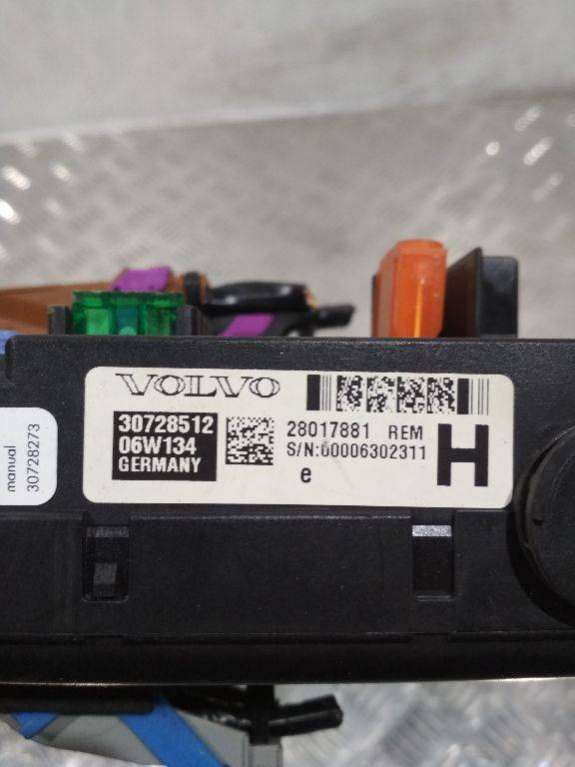 VOLVO
30728512
06W134
GERMANY
28017881 REM
S/N:00006302311
H
e
manual
30728273